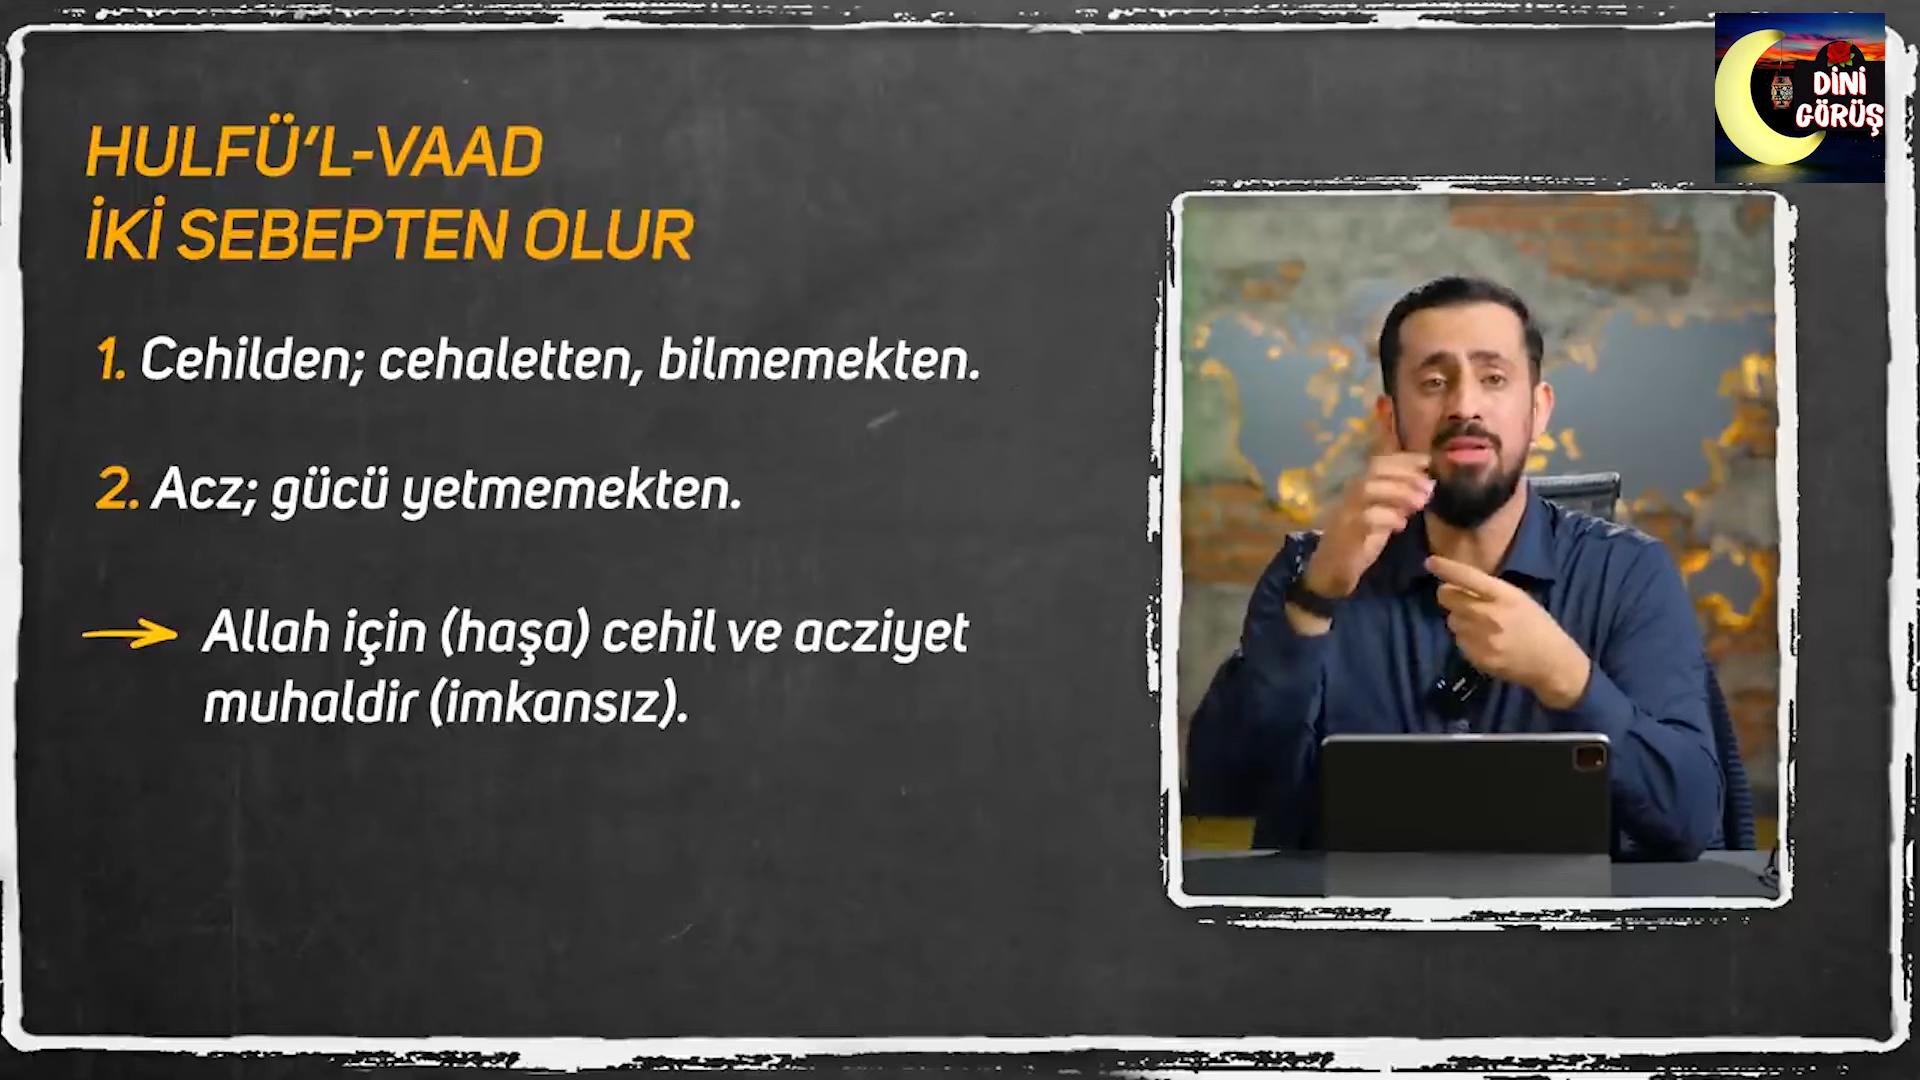 HULFÜ'L-VAAD
İKİ SEBEPTEN OLUR
1. Cehilden; cehaletten, bilmemekten.
2. Acz; gücü yetmemekten.
Allah için (haşa) cehil ve acziyet
muhaldir (imkansız).
DİNİ
GÖRÜŞ